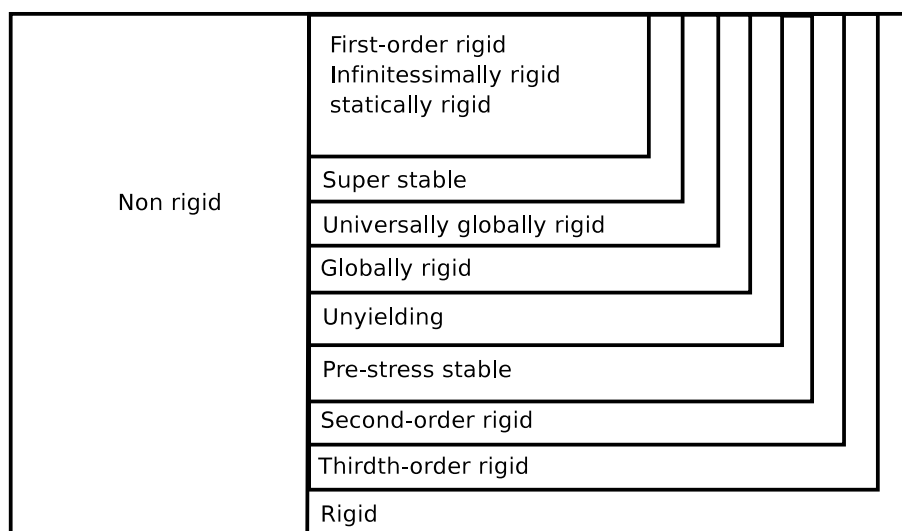 First-order rigid
Infinitessimally rigid
statically rigid
Super stable
Non rigid
Universally globally rigid
Globally rigid
Unyielding
Pre-stress stable
Second-order rigid
Thirdth-order rigid
Rigid